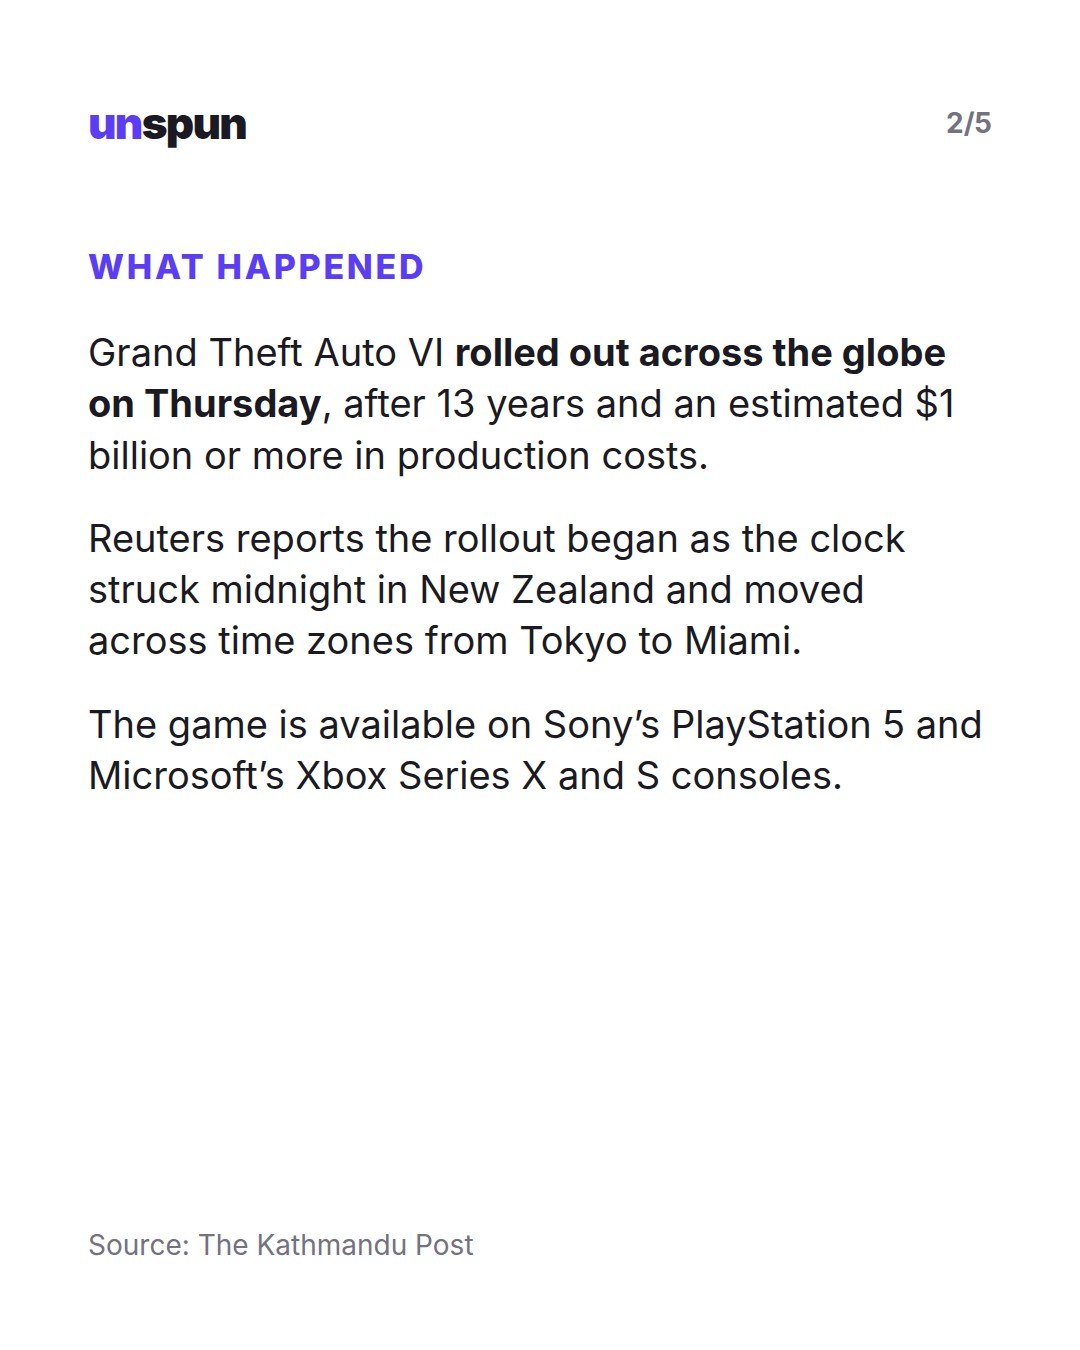 unspun
2/5
WHAT HAPPENED
Grand Theft Auto VI rolled out across the globe
on Thursday, after 13 years and an estimated $1
billion or more in production costs.
Reuters reports the rollout began as the clock
struck midnight in New Zealand and moved
across time zones from Tokyo to Miami.
The game is available on Sony’s PlayStation 5 and
Microsoft’s Xbox Series X and S consoles.
Source: The Kathmandu Post